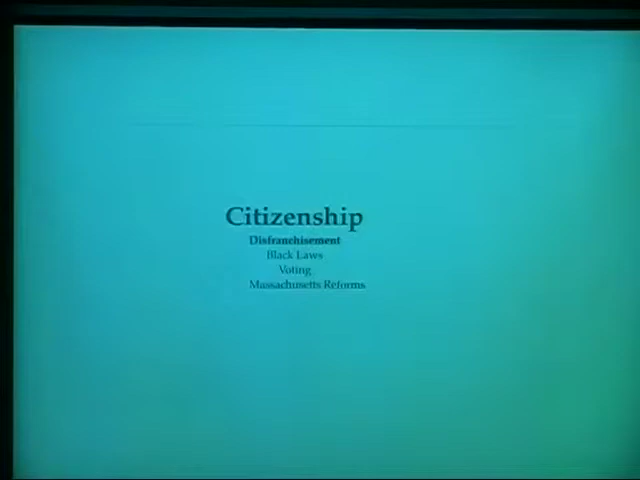 Citizenship
Disfranchisement
Black Laws
Voting
Massachusetts Reforms